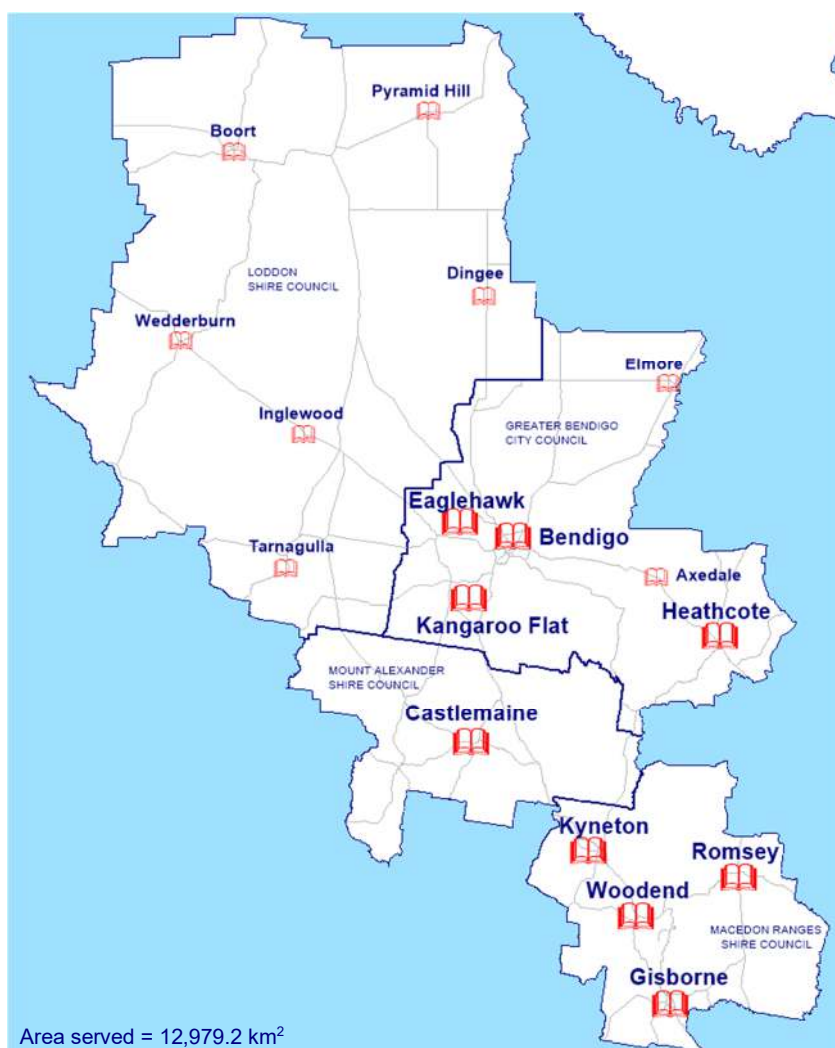 Pyramid Hill
Boort
Dingee
LODDON
SHIRE COUNCIL
Wedderburn
Elmore
Inglewood
GREATER BENDIGO
CITY COUNCIL
Eaglehawk
Bendigo
Tarnagulla
Axedale
Heathcote
Kangaroo Flat
MOUNT ALEXANDER
SHIRE COUNCIL
Castlemaine
Kyneton
Romsey
Woodend
MACEDON RANGES
SHIRE COUNCIL
Gisborne
Area served = 12,979.2 km²